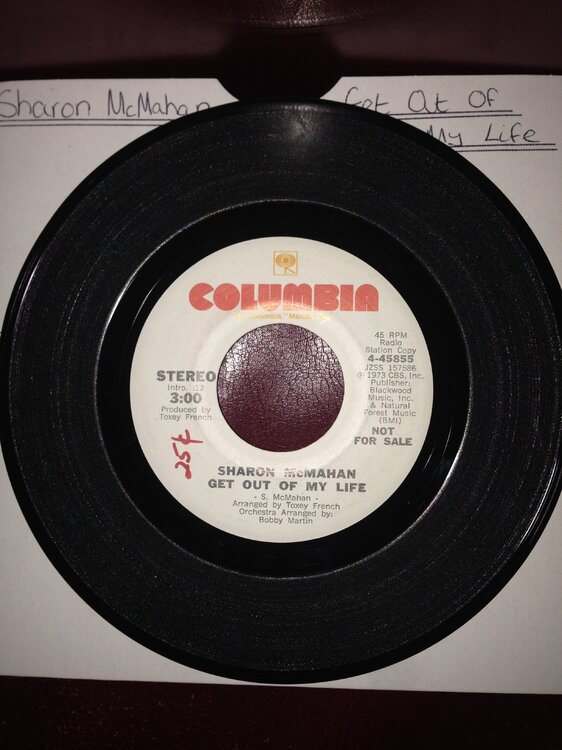 Sharon McMahan Get Out Of
My Life
COLUMBIA
STEREO
Intro. :12
3:00
Produced by
Toxey French
45 RPM
Radio
Station Copy
4-45855
JZSS 157586
℗ 1973 CBS, Inc.
Publisher:
Blackwood
Music, Inc.
& Natural
Forest Music
(BMI)
NOT
FOR SALE
25¢
SHARON McMAHAN
GET OUT OF MY LIFE
- S. McMahan -
Arranged by Toxey French
Orchestra Arranged by:
Bobby Martin